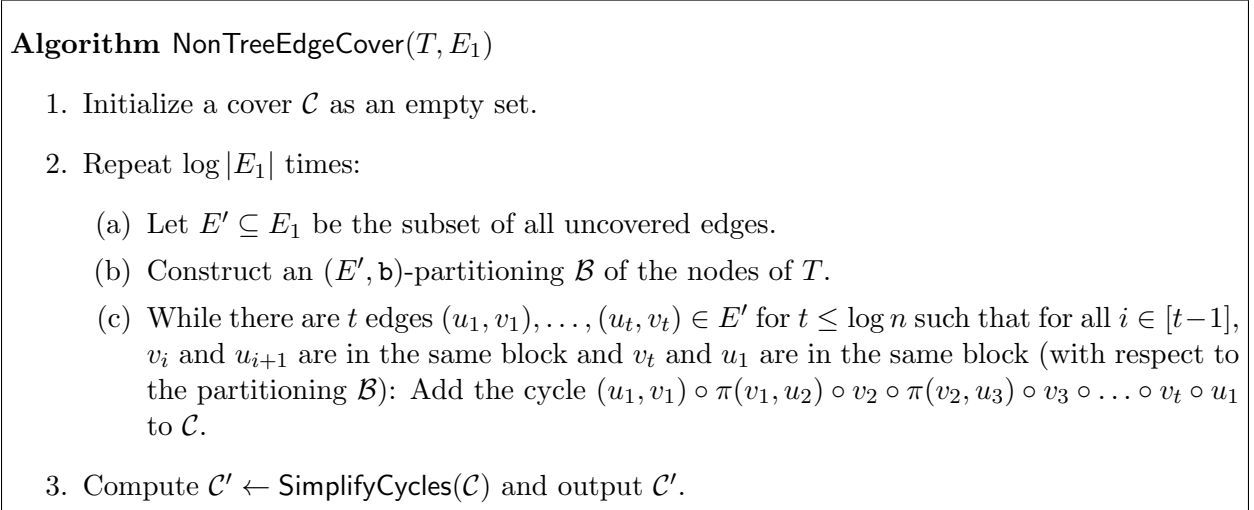 Algorithm NonTreeEdgeCover(T, E₁)
1. Initialize a cover 𝒞 as an empty set.
2. Repeat log |E₁| times:
(a) Let E′ ⊆ E₁ be the subset of all uncovered edges.
(b) Construct an (E′, b)-partitioning ℬ of the nodes of T.
(c) While there are t edges (u₁, v₁), . . . , (uₜ, vₜ) ∈ E′ for t ≤ log n such that for all i ∈ [t−1],
vᵢ and uᵢ₊₁ are in the same block and vₜ and u₁ are in the same block (with respect to
the partitioning ℬ): Add the cycle (u₁, v₁) ∘ π(v₁, u₂) ∘ v₂ ∘ π(v₂, u₃) ∘ v₃ ∘ . . . ∘ vₜ ∘ u₁
to 𝒞.
3. Compute 𝒞′ ← SimplifyCycles(𝒞) and output 𝒞′.